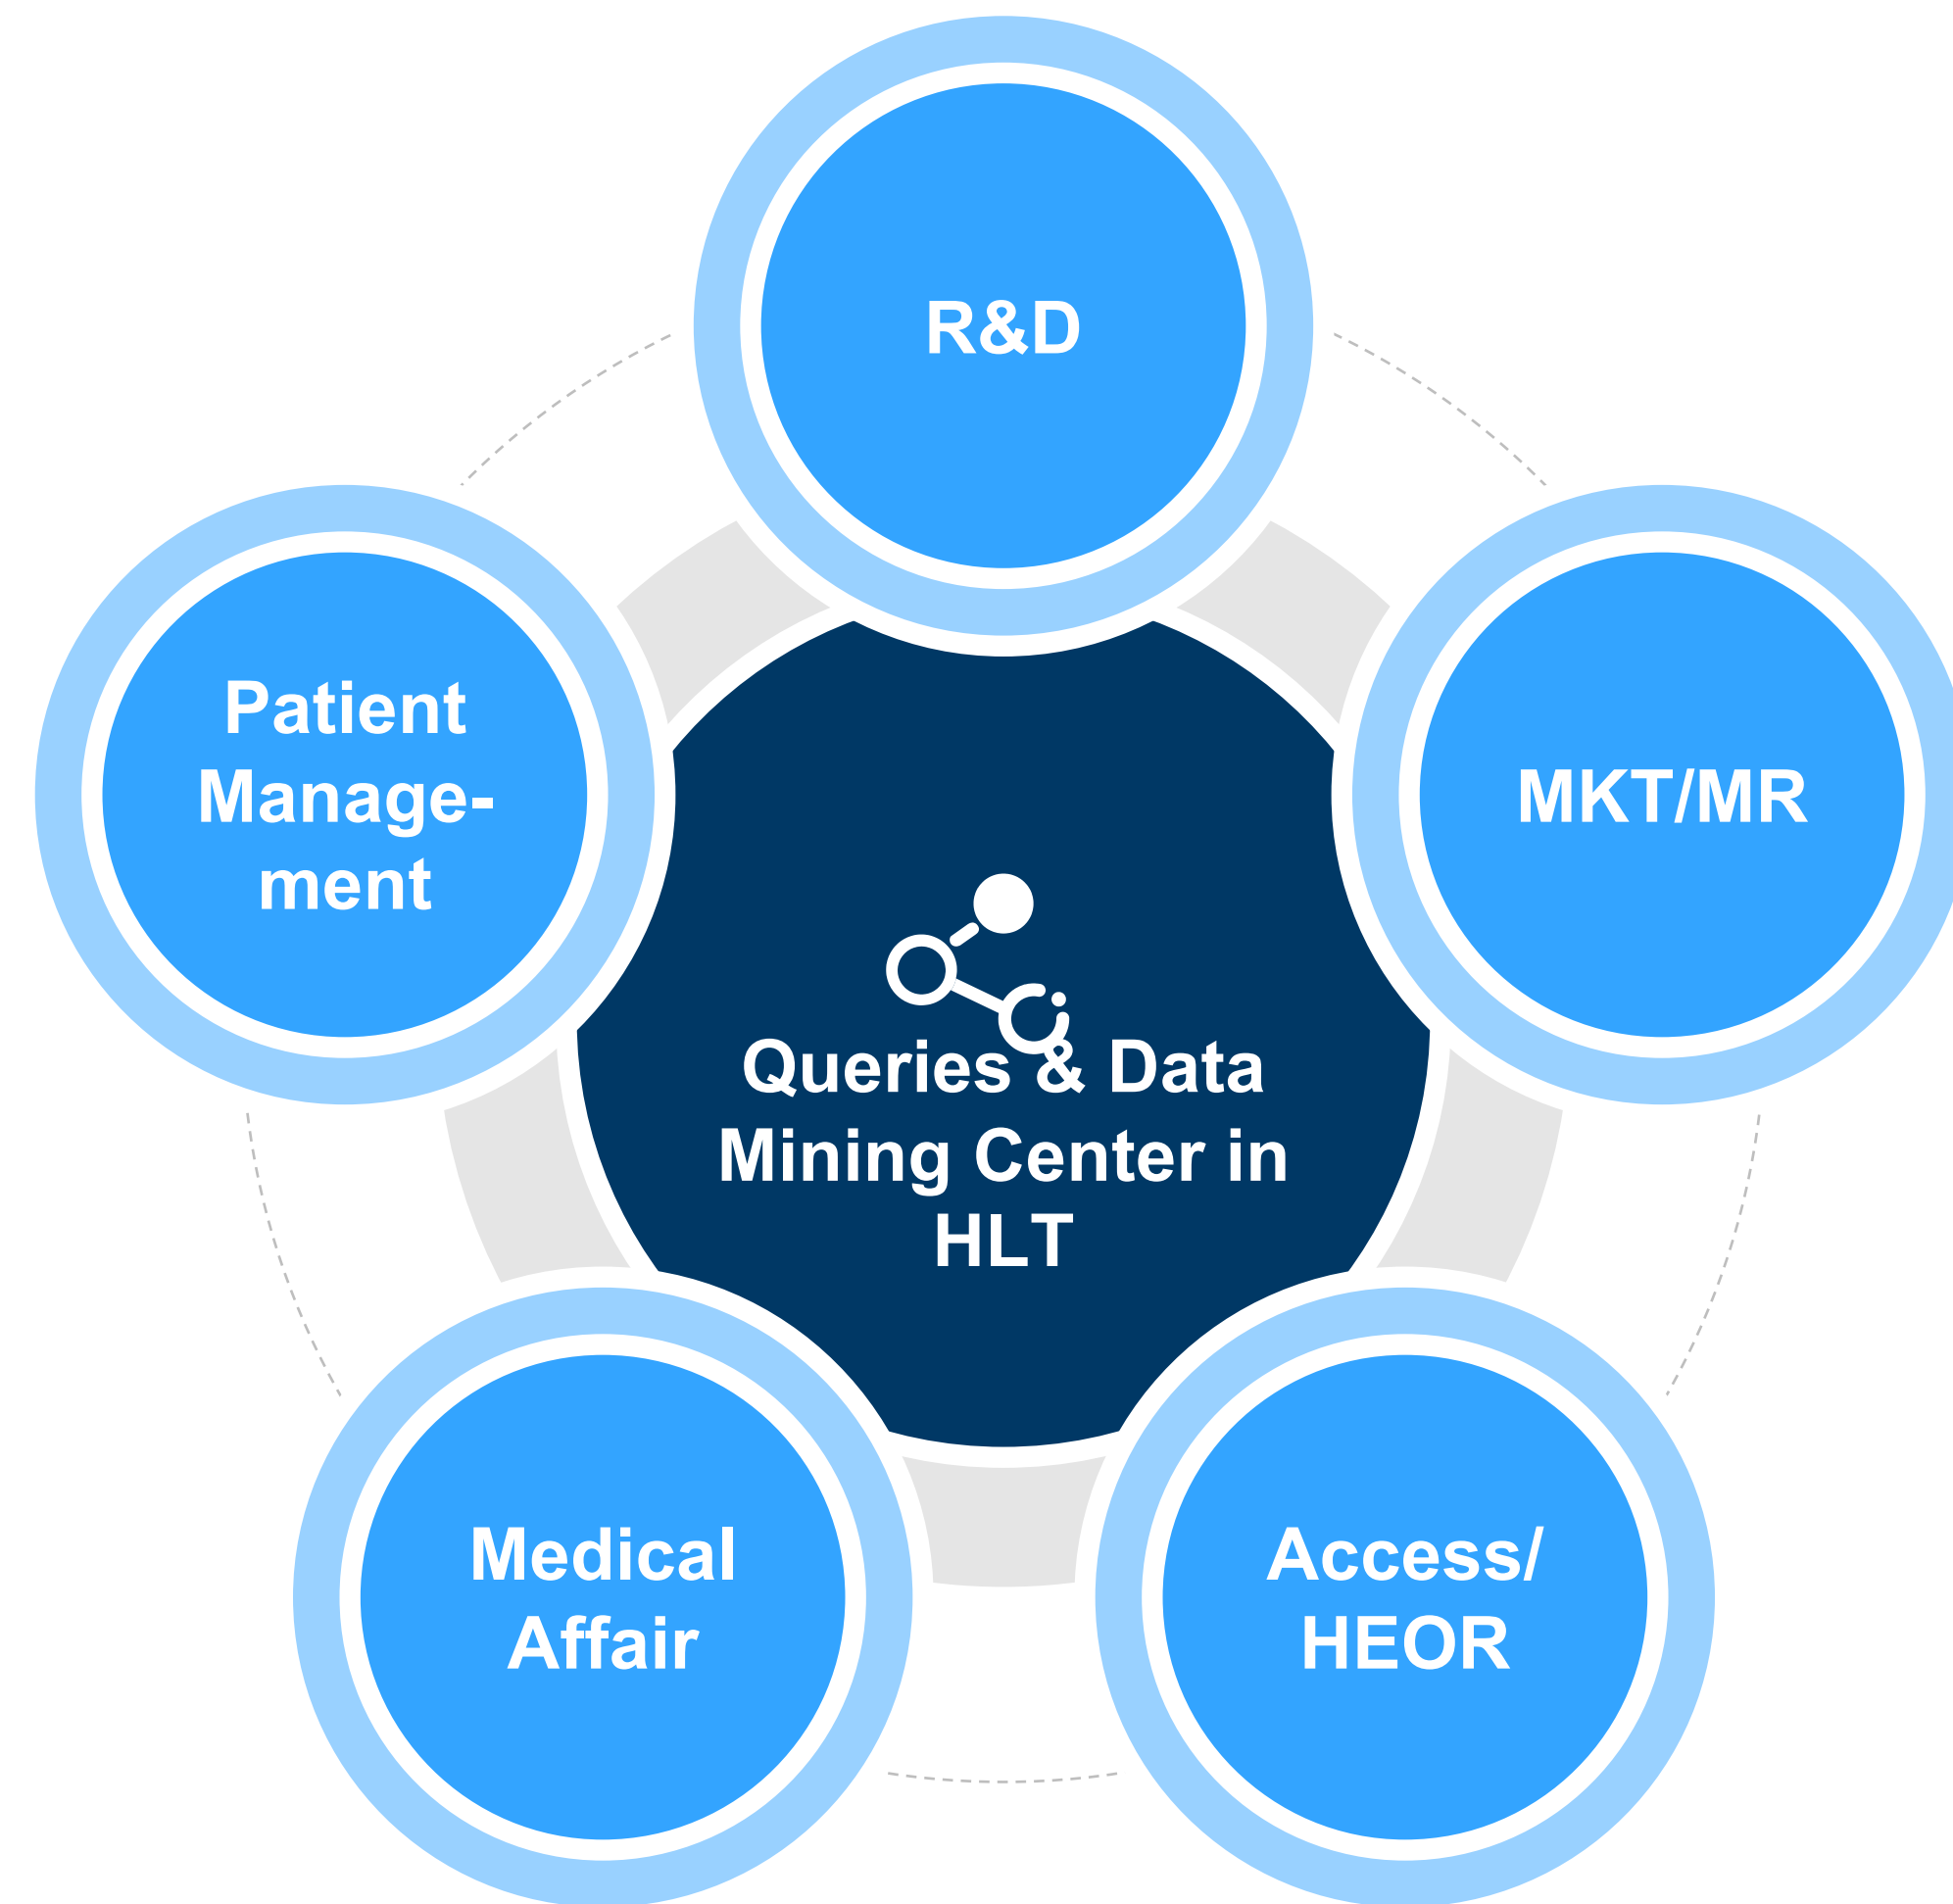 R&D
Patient
Manage-
ment
MKT/MR
Queries & Data
Mining Center in
HLT
Medical
Affair
Access/
HEOR